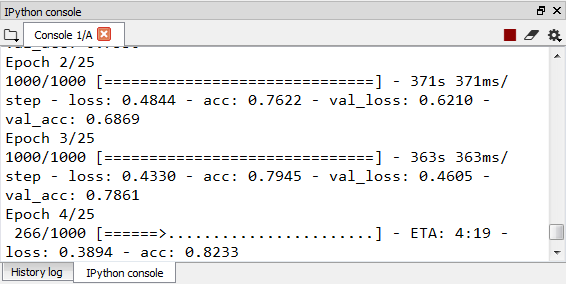 IPython console
Console 1/A
Epoch 2/25
1000/1000 [==============================] - 371s 371ms/
step - loss: 0.4844 - acc: 0.7622 - val_loss: 0.6210 -
val_acc: 0.6869
Epoch 3/25
1000/1000 [==============================] - 363s 363ms/
step - loss: 0.4330 - acc: 0.7945 - val_loss: 0.4605 -
val_acc: 0.7861
Epoch 4/25
266/1000 [======>.......................] - ETA: 4:19 -
loss: 0.3894 - acc: 0.8233
History log
IPython console